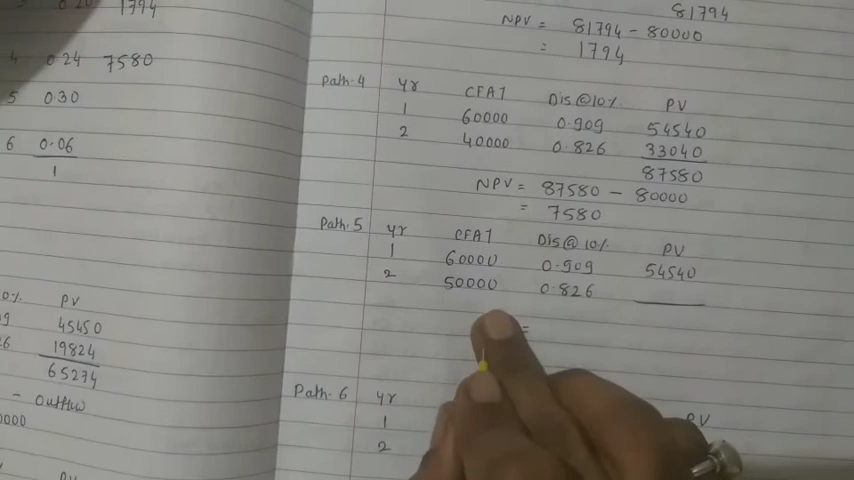 0.20 1794
4 0.24 7580
5 0.30
6 0.06
1
PV
45450
19824
65274
- outflow
81794
NPV = 81794 - 80000
= 1794
Path-4 Yr CFAT Dis@10% PV
1 60000 0.909 54540
2 40000 0.826 33040
87580
NPV = 87580 - 80000
= 7580
Path-5 Yr CFAT Dis@10% PV
1 60000 0.909 54540
2 50000 0.826
=
Path-6 Yr PV
1
2